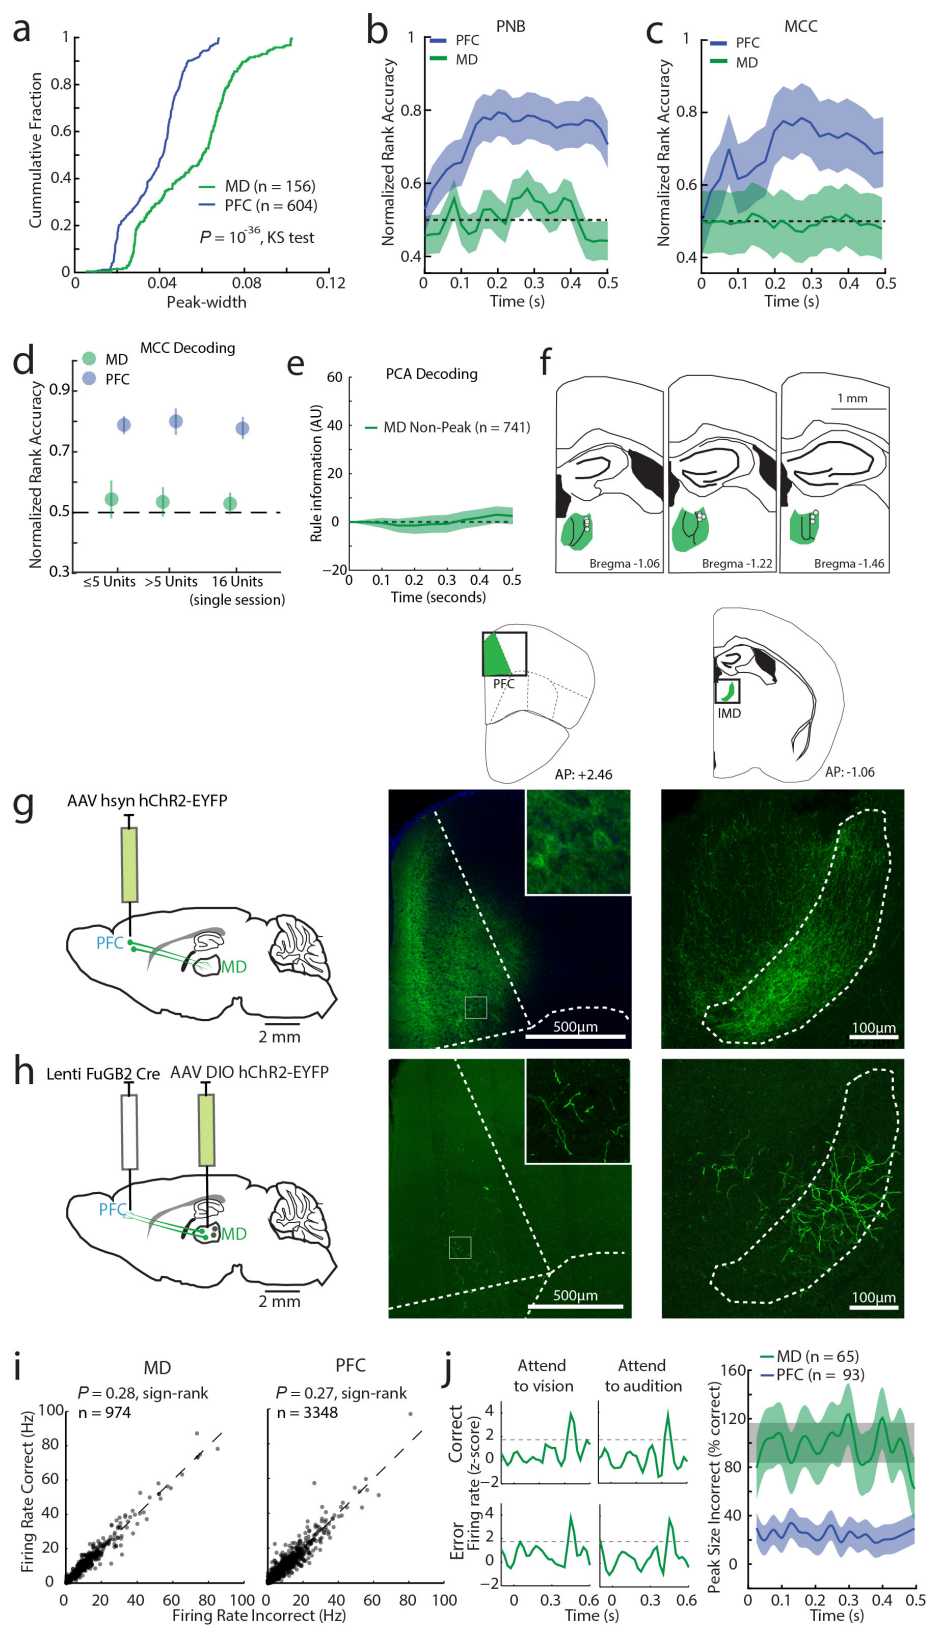 a
Cummulative Fraction
1
0.8
0.6
0.4
0.2
0
0
0.04
0.08
0.12
Peak-width
MD (n = 156)
PFC (n = 604)
P = 10-36, KS test
b
PNB
PFC
MD
Normalized Rank Accuracy
1
0.8
0.6
0.4
0
0.1
0.2
0.3
0.4
0.5
Time (s)
c
MCC
PFC
MD
Normalized Rank Accuracy
1
0.8
0.6
0.4
0
0.1
0.2
0.3
0.4
0.5
Time (s)
d
MCC Decoding
MD
PFC
Normalized Rank Accuracy
0.9
0.7
0.5
0.3
≤5 Units
>5 Units
16 Units
(single session)
e
PCA Decoding
MD Non-Peak (n = 741)
Rule information (AU)
60
40
20
0
−20
0
0.1
0.2
0.3
0.4
0.5
Time (seconds)
f
1 mm
Bregma -1.06
Bregma -1.22
Bregma -1.46
PFC
AP: +2.46
IMD
AP: -1.06
g
AAV hsyn hChR2-EYFP
PFC
MD
2 mm
500µm
100µm
h
Lenti FuGB2 Cre
AAV DIO hChR2-EYFP
PFC
MD
2 mm
500µm
100µm
i
MD
P = 0.28, sign-rank
n = 974
Firing Rate Correct (Hz)
100
80
60
40
20
0
0
20
40
60
80
100
PFC
P = 0.27, sign-rank
n = 3348
0
20
40
60
80
100
Firing Rate Incorrect (Hz)
j
Attend
to vision
Attend
to audition
Correct
Error
Firing rate (z-score)
4
2
0
−2
4
2
0
−2
0
0.3
0.6
0
0.3
0.6
Time (s)
MD (n = 65)
PFC (n = 93)
Peak Size Incorrect (% correct)
160
120
80
40
0
0
0.1
0.2
0.3
0.4
0.5
Time (s)